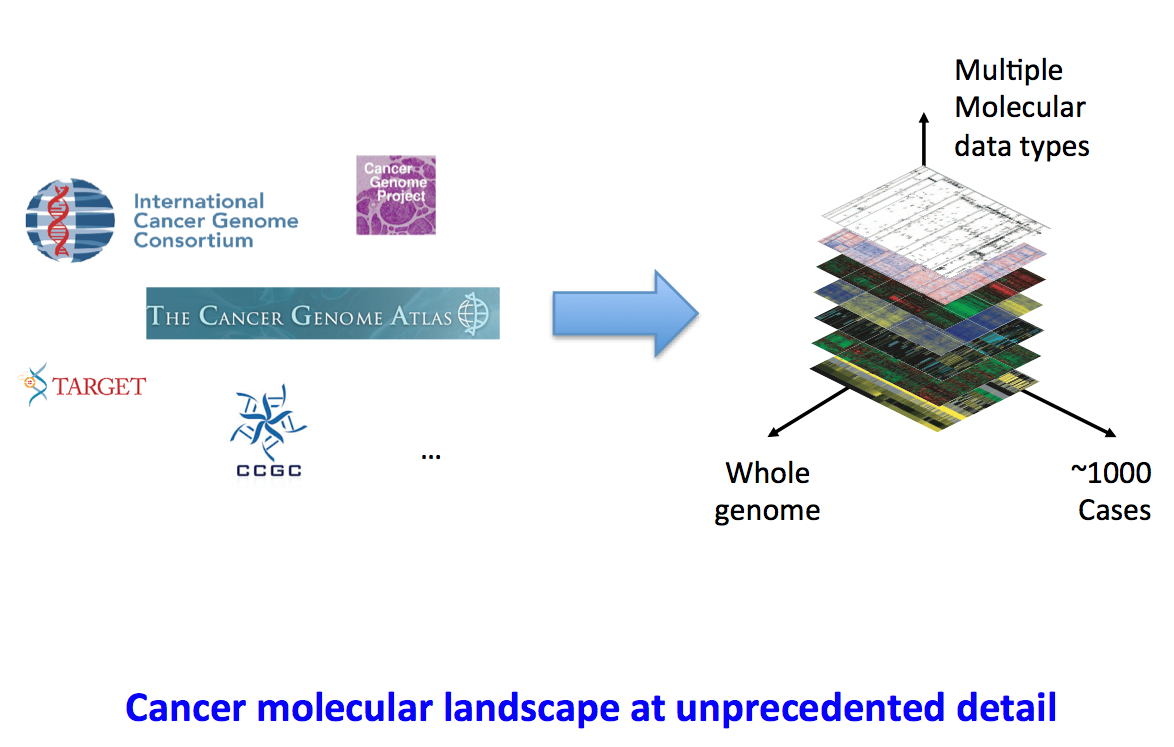 Multiple
Molecular
data types
International
Cancer Genome
Consortium
Cancer
Genome
Project
THE CANCER GENOME ATLAS
TARGET
CCGC
...
Whole
genome
~1000
Cases
Cancer molecular landscape at unprecedented detail